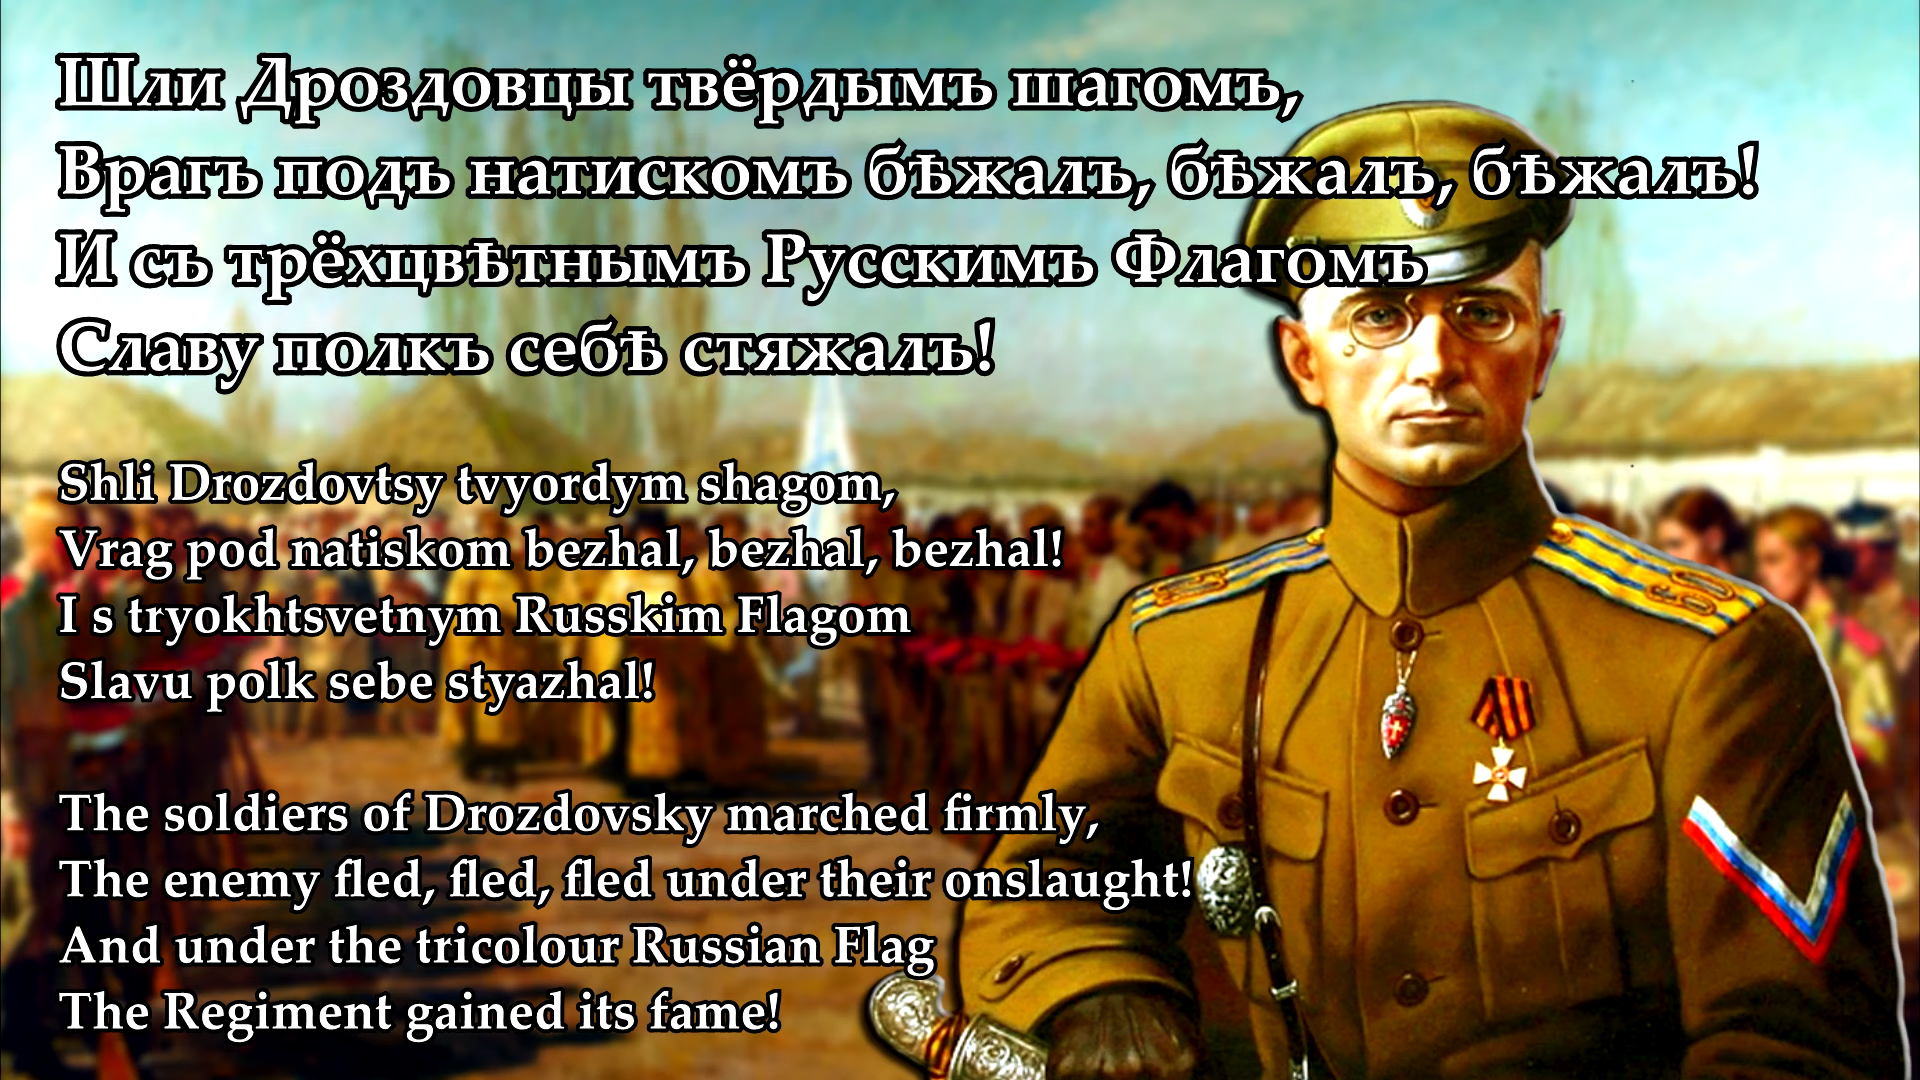 Шли Дроздовцы твёрдымъ шагомъ,
Врагъ подъ натискомъ бѣжалъ, бѣжалъ, бѣжалъ!
И съ трёхцвѣтнымъ Русскимъ Флагомъ
Славу полкъ себѣ стяжалъ!
Shli Drozdovtsy tvyordym shagom,
Vrag pod natiskom bezhal, bezhal, bezhal!
I s tryokhtsvetnym Russkim Flagom
Slavu polk sebe styazhal!
The soldiers of Drozdovsky marched firmly,
The enemy fled, fled, fled under their onslaught!
And under the tricolour Russian Flag
The Regiment gained its fame!